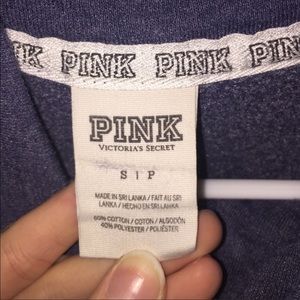 PINK PINK PINK PINK
PINK
VICTORIA'S SECRET
S | P
MADE IN SRI LANKA / FAIT AU SRI
LANKA / HECHO EN SRI LANKA
60% COTTON / COTON / ALGODÓN
40% POLYESTER / POLIÉSTER